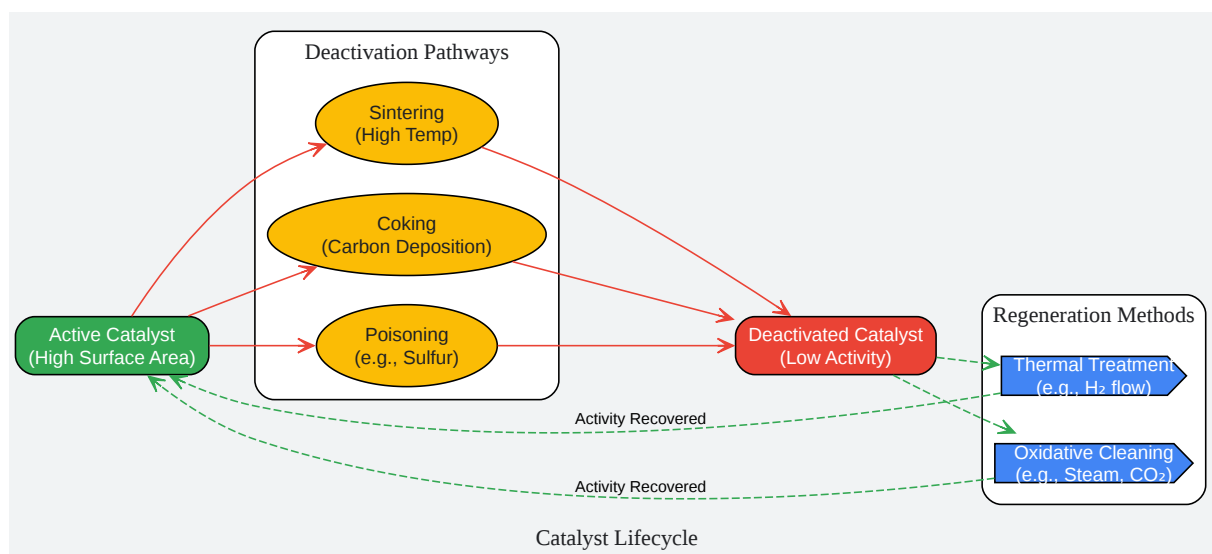 Deactivation Pathways
Sintering
(High Temp)
Coking
(Carbon Deposition)
Poisoning
(e.g., Sulfur)
Active Catalyst
(High Surface Area)
Deactivated Catalyst
(Low Activity)
Regeneration Methods
Thermal Treatment
(e.g., H₂ flow)
Activity Recovered
Oxidative Cleaning
(e.g., Steam, CO₂)
Activity Recovered
Catalyst Lifecycle